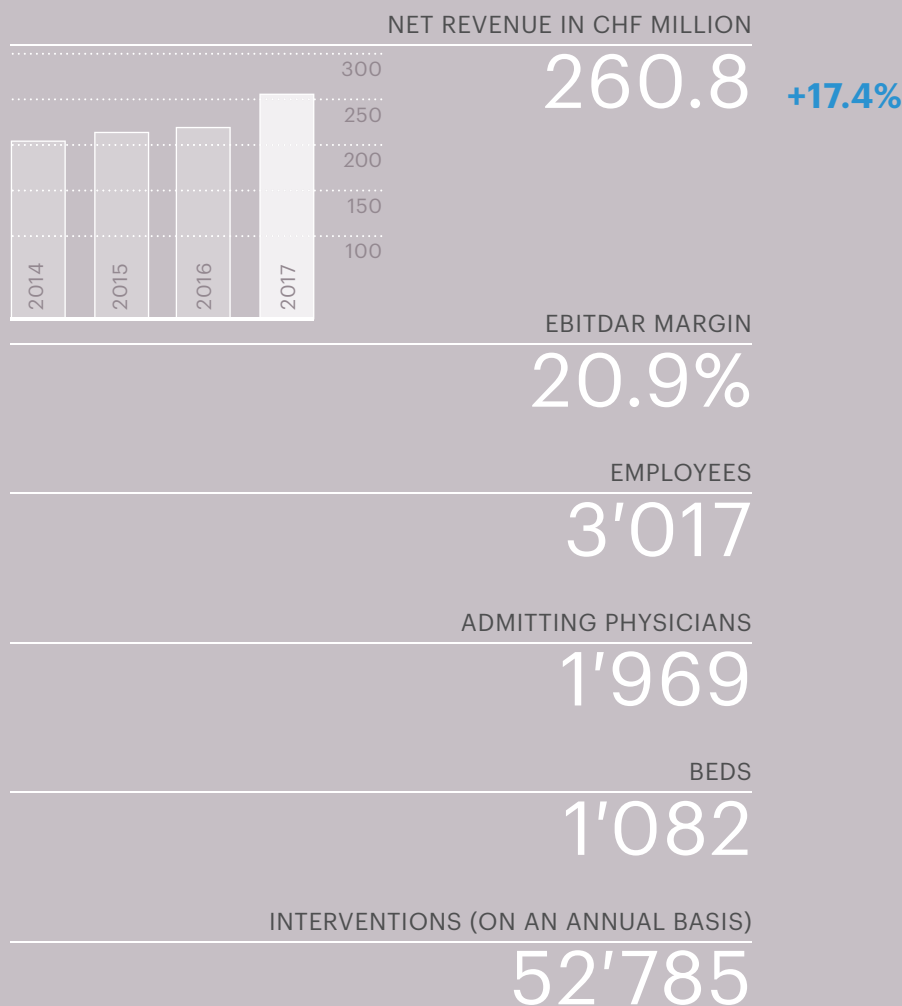 NET REVENUE IN CHF MILLION
260.8
+17.4%
300
250
200
150
100
2014
2015
2016
2017
EBITDAR MARGIN
20.9%
EMPLOYEES
3’017
ADMITTING PHYSICIANS
1’969
BEDS
1’082
INTERVENTIONS (ON AN ANNUAL BASIS)
52’785